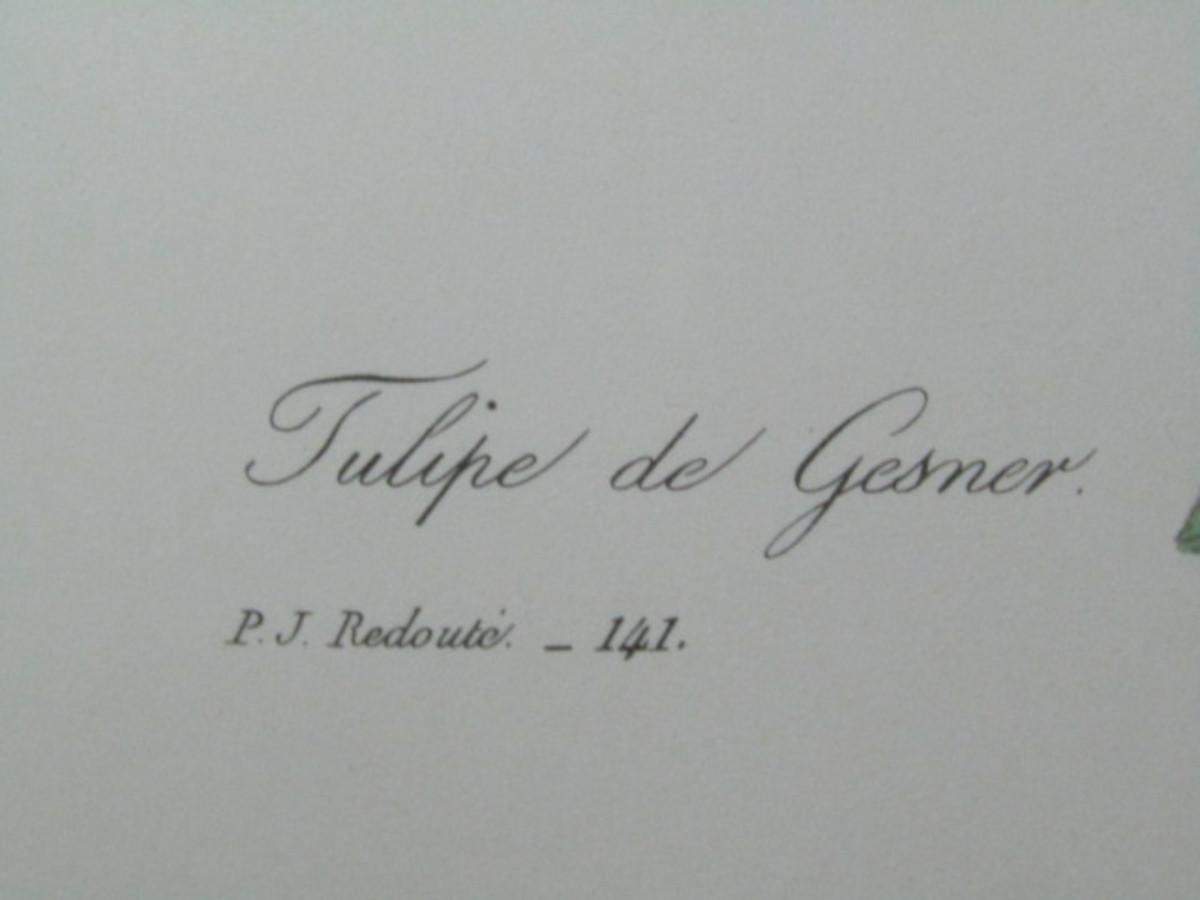 Tulipe de Gesner.
P. J. Redouté. _ 141.